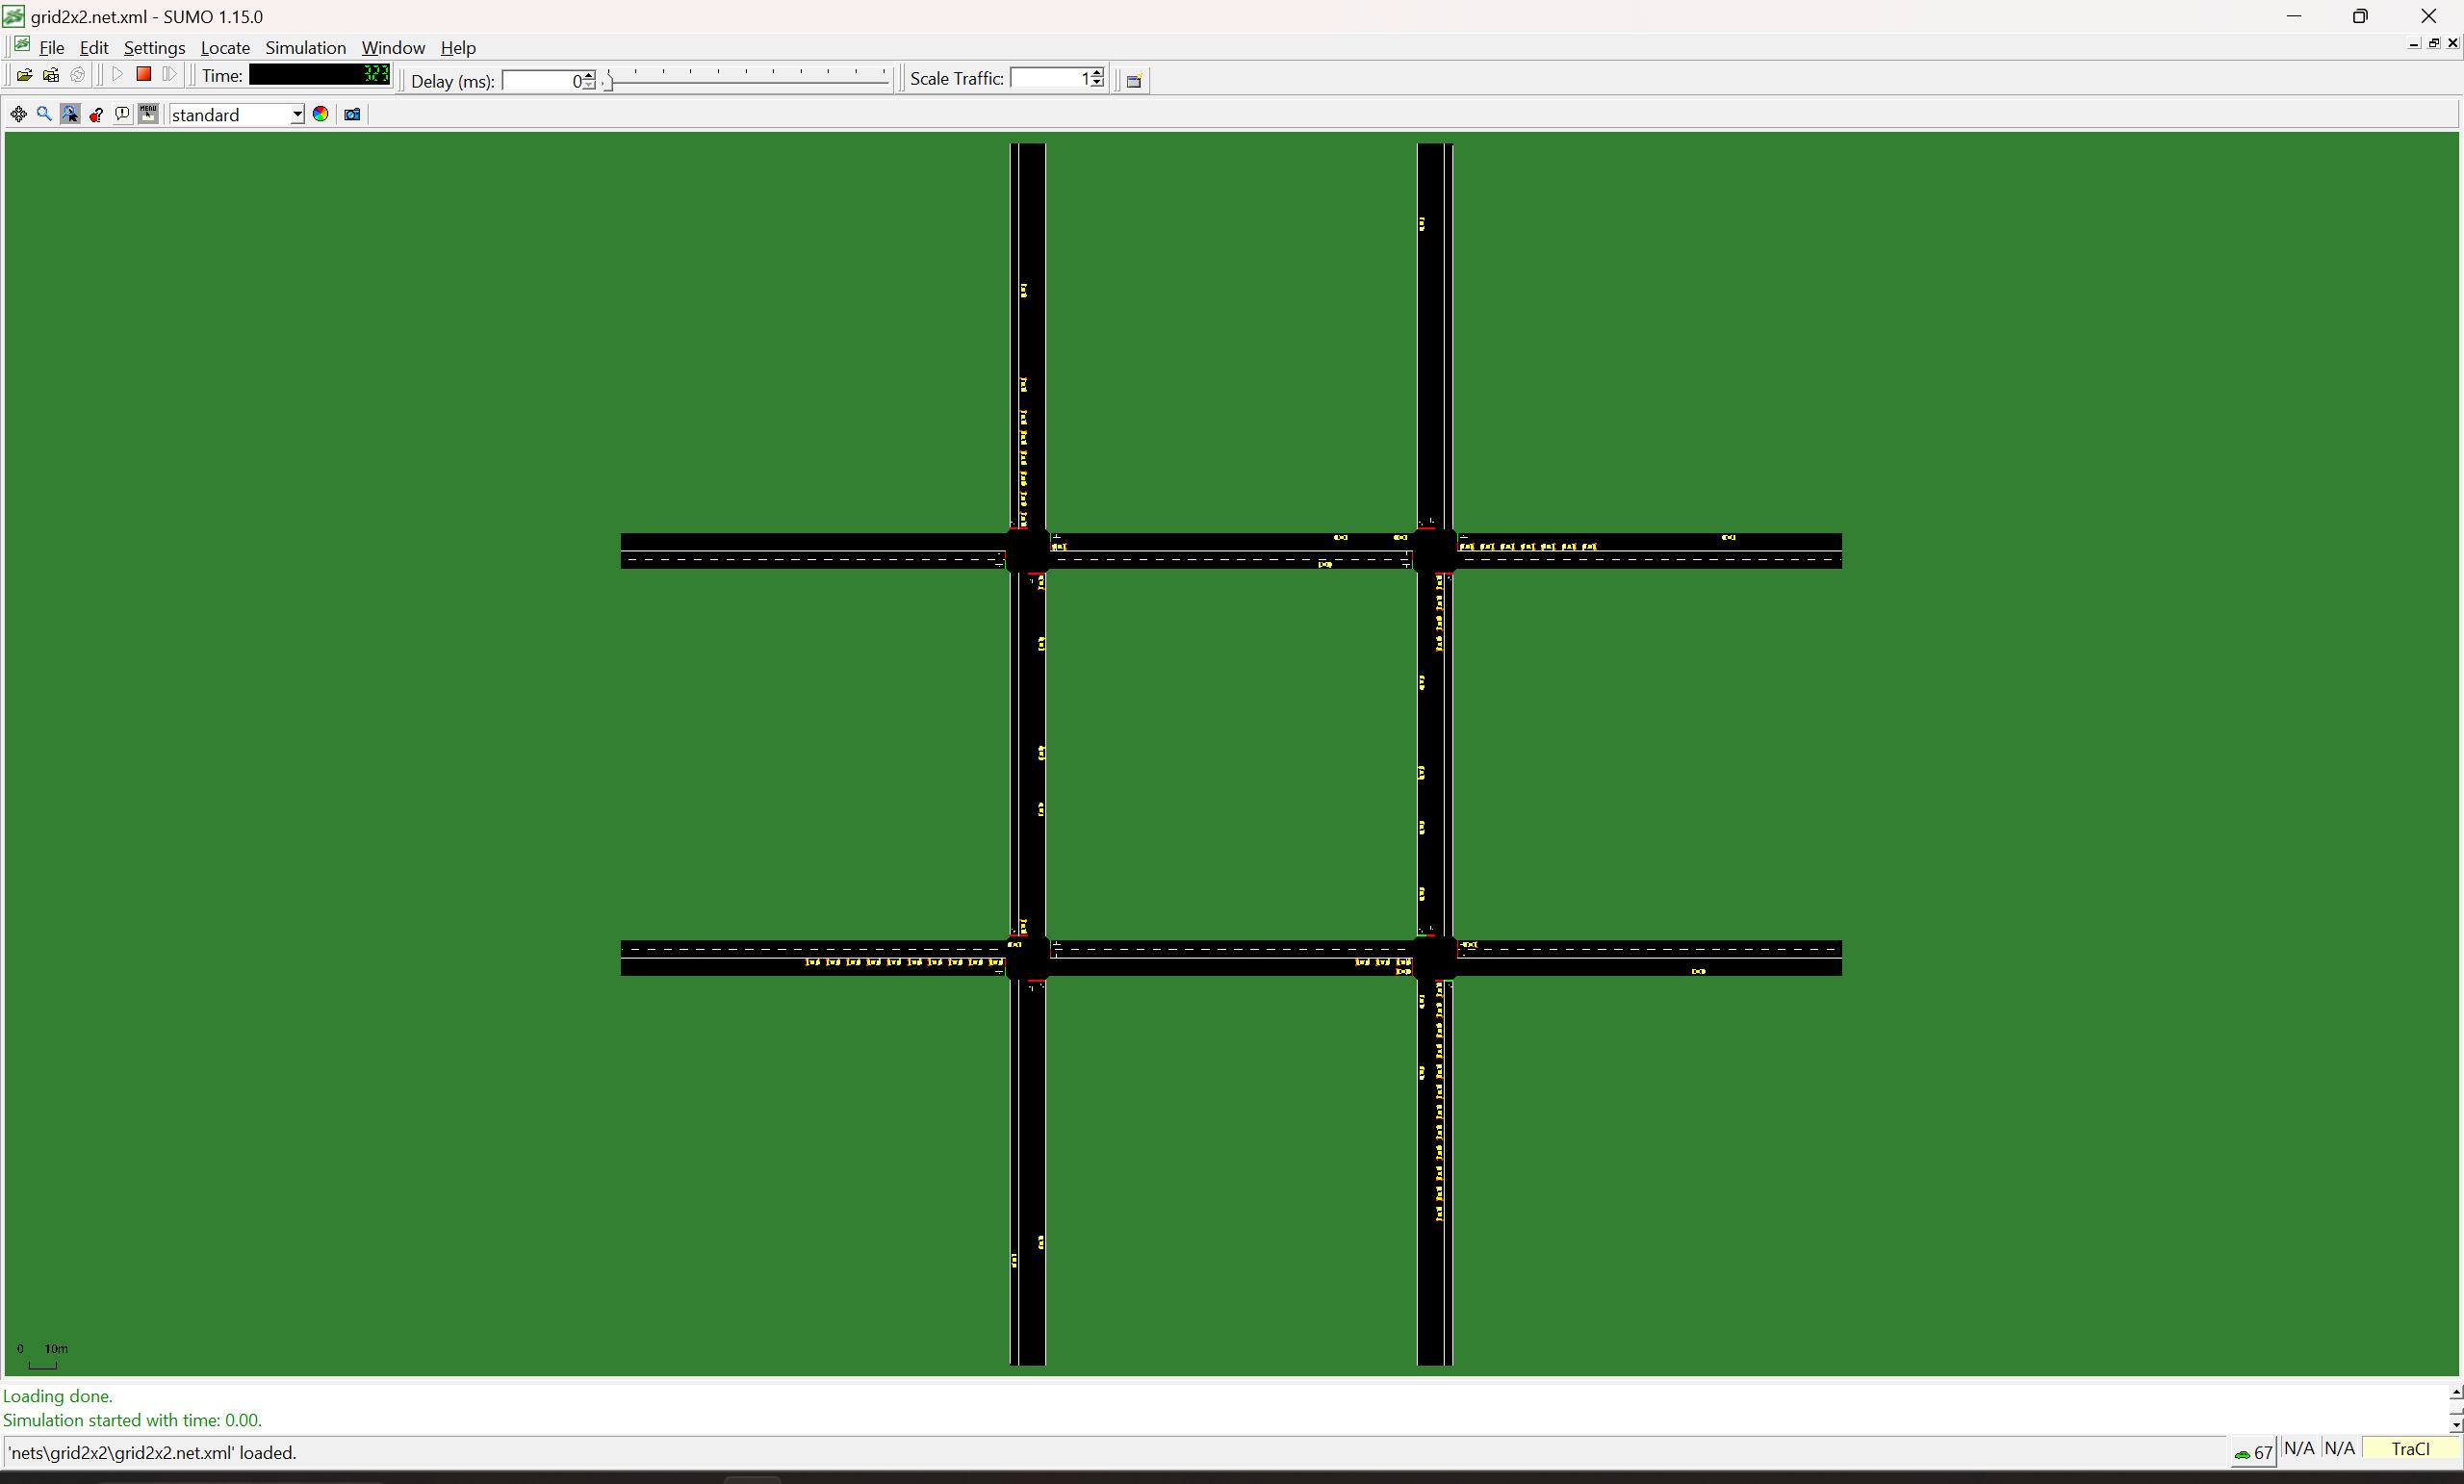 grid2x2.net.xml - SUMO 1.15.0
File Edit Settings Locate Simulation Window Help
Time: 323 Delay (ms): 0 Scale Traffic: 1
MENU standard
0 10m
Loading done.
Simulation started with time: 0.00.
'nets\grid2x2\grid2x2.net.xml' loaded. 67 N/A N/A TraCI